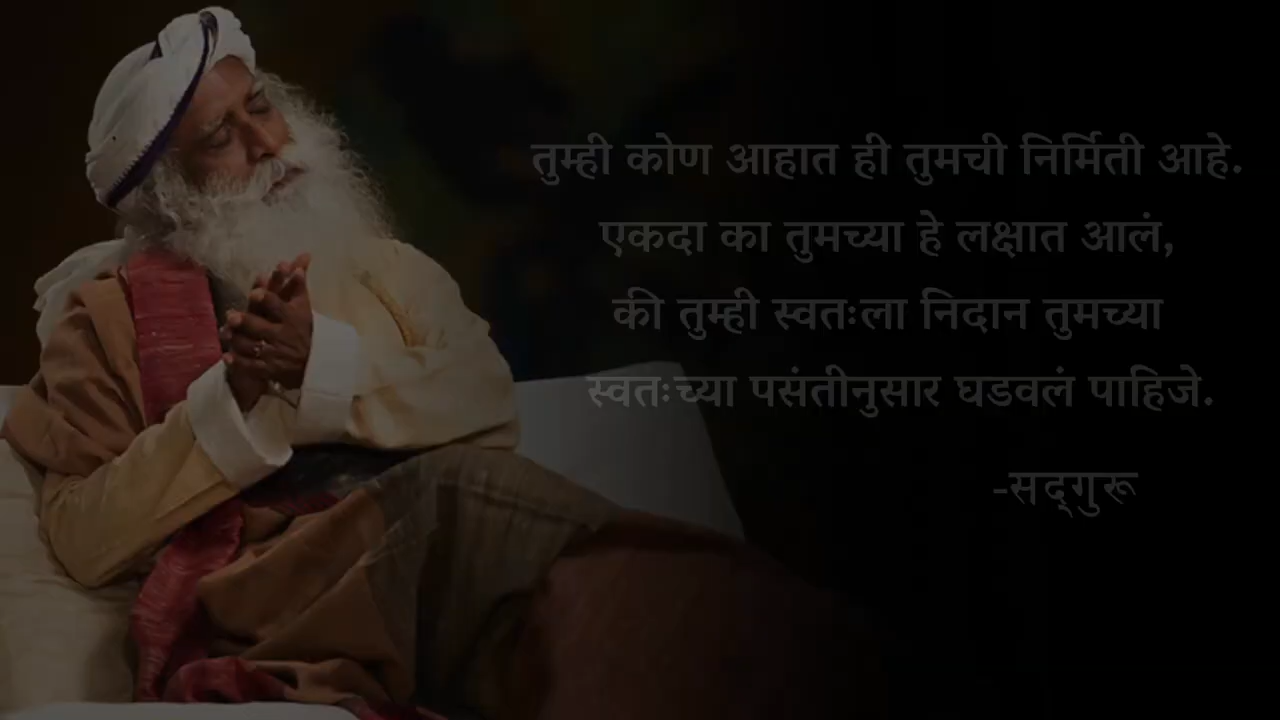 तुम्ही कोण आहात ही तुमची निर्मिती आहे.
एकदा का तुमच्या हे लक्षात आलं,
की तुम्ही स्वतःला निदान तुमच्या
स्वतःच्या पसंतीनुसार घडवलं पाहिजे.
-सद्‌गुरू